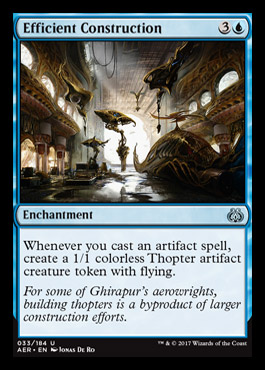 Efficient Construction 3
Enchantment
Whenever you cast an artifact spell,
create a 1/1 colorless Thopter artifact
creature token with flying.
For some of Ghirapur's aerowrights,
building thopters is a byproduct of larger
construction efforts.
033/184 U
AER • EN Jonas De Ro
™ & © 2017 Wizards of the Coast